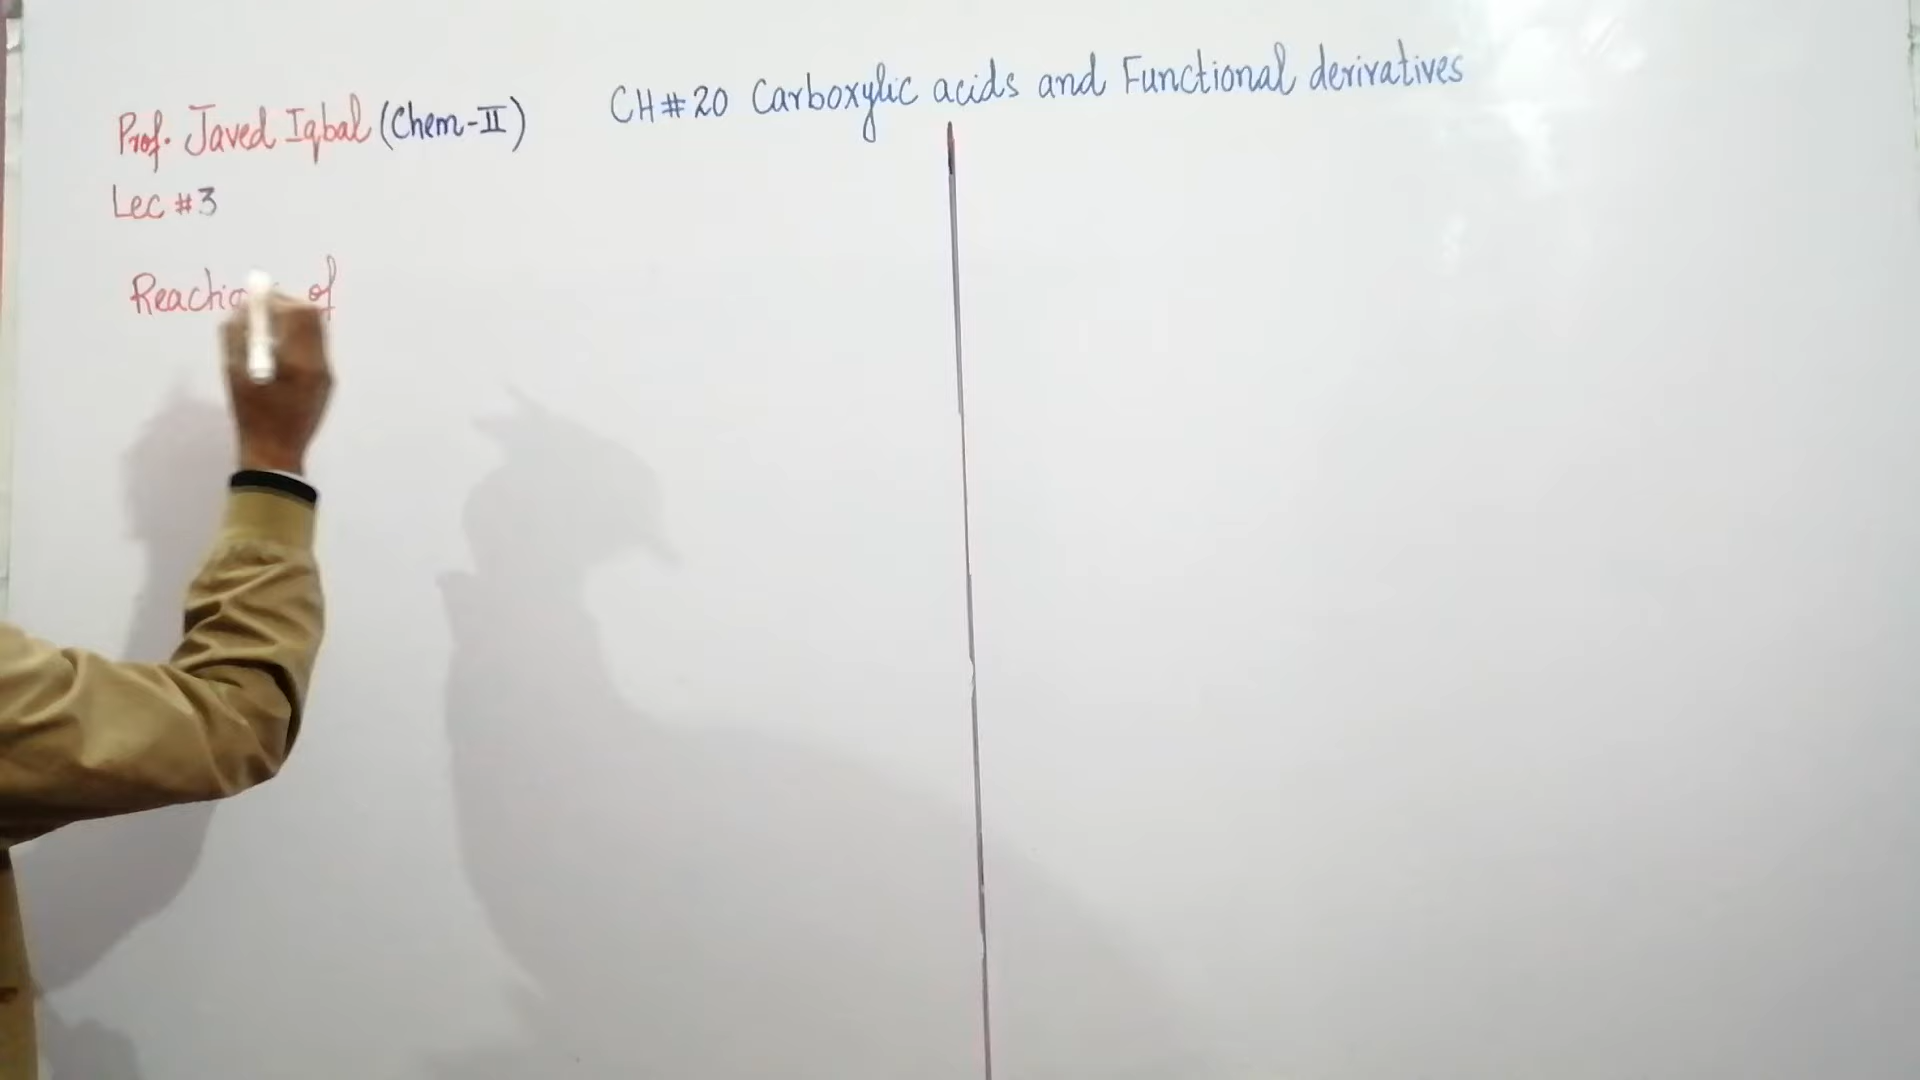 CH#20 Carboxylic acids and Functional derivatives
Prof. Javed Iqbal (Chem-II)
Lec #3
of